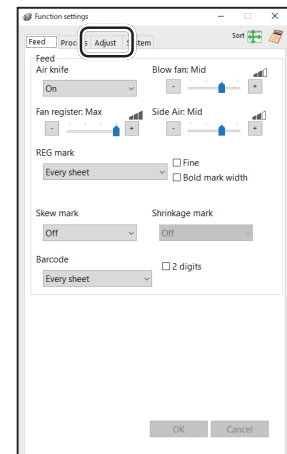 Function settings
Sort
Feed Process Adjust System
Feed
Air knife Blow fan: Mid
On - +
Fan register: Max Side Air: Mid
- + - +
REG mark
Every sheet Fine
Bold mark width
Skew mark Shrinkage mark
Off Off
Barcode
Every sheet 2 digits
OK Cancel